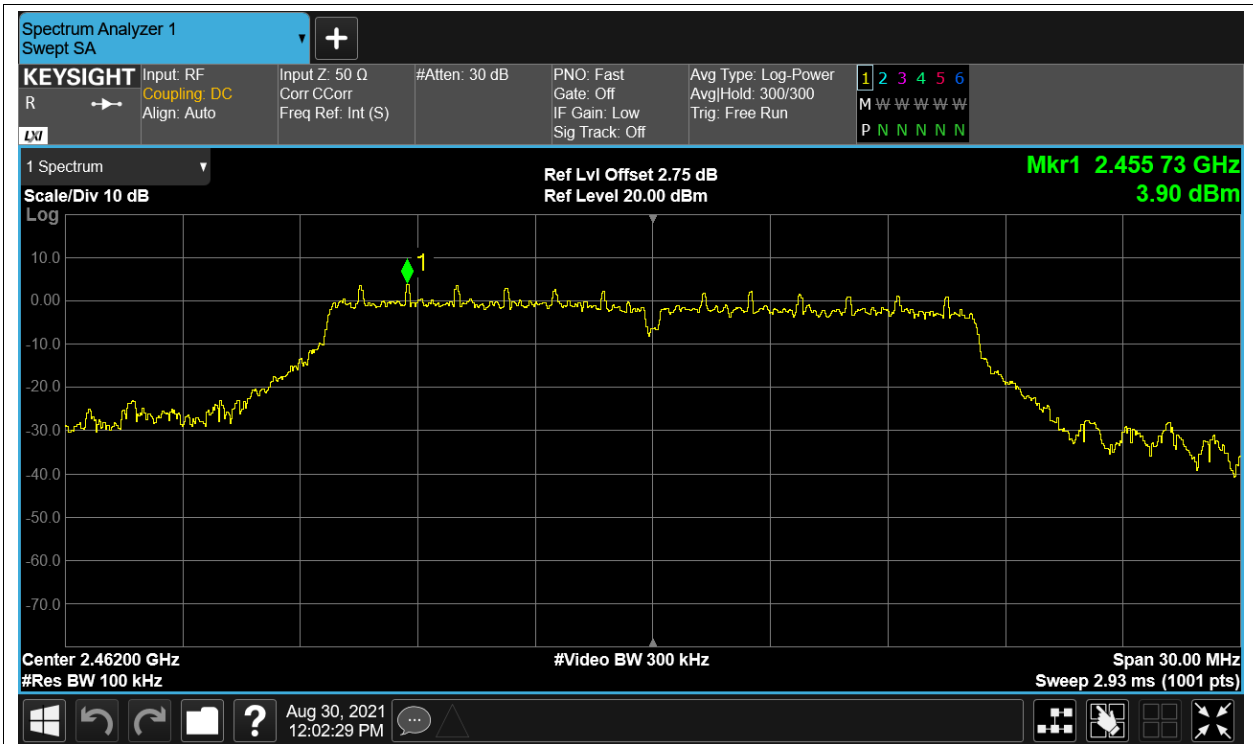 Spectrum Analyzer 1
Swept SA
KEYSIGHT
R
LXI
Input: RF
Coupling: DC
Align: Auto
Input Z: 50 Ω
Corr CCorr
Freq Ref: Int (S)
#Atten: 30 dB
PNO: Fast
Gate: Off
IF Gain: Low
Sig Track: Off
Avg Type: Log-Power
Avg|Hold: 300/300
Trig: Free Run
1 2 3 4 5 6
M W W W W W
P N N N N N
1 Spectrum
Scale/Div 10 dB
Ref Lvl Offset 2.75 dB
Ref Level 20.00 dBm
Mkr1 2.455 73 GHz
3.90 dBm
Log
10.0
0.00
-10.0
-20.0
-30.0
-40.0
-50.0
-60.0
-70.0
1
Center 2.46200 GHz
#Res BW 100 kHz
#Video BW 300 kHz
Span 30.00 MHz
Sweep 2.93 ms (1001 pts)
?
Aug 30, 2021
12:02:29 PM